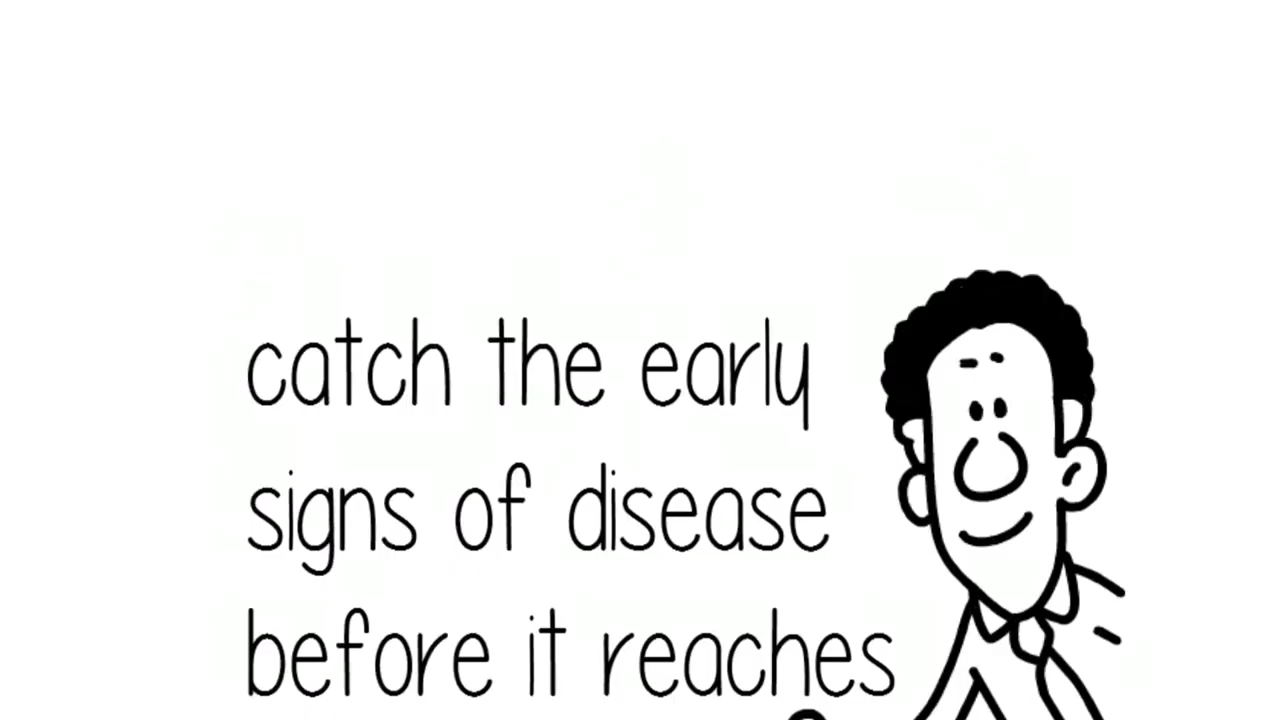 catch the early
signs of disease
before it reaches